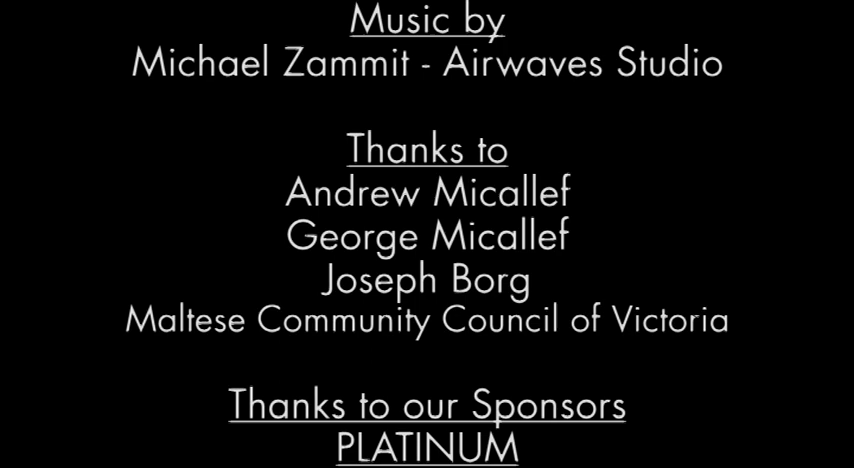 Music by
Michael Zammit - Airwaves Studio
Thanks to
Andrew Micallef
George Micallef
Joseph Borg
Maltese Community Council of Victoria
Thanks to our Sponsors
PLATINUM